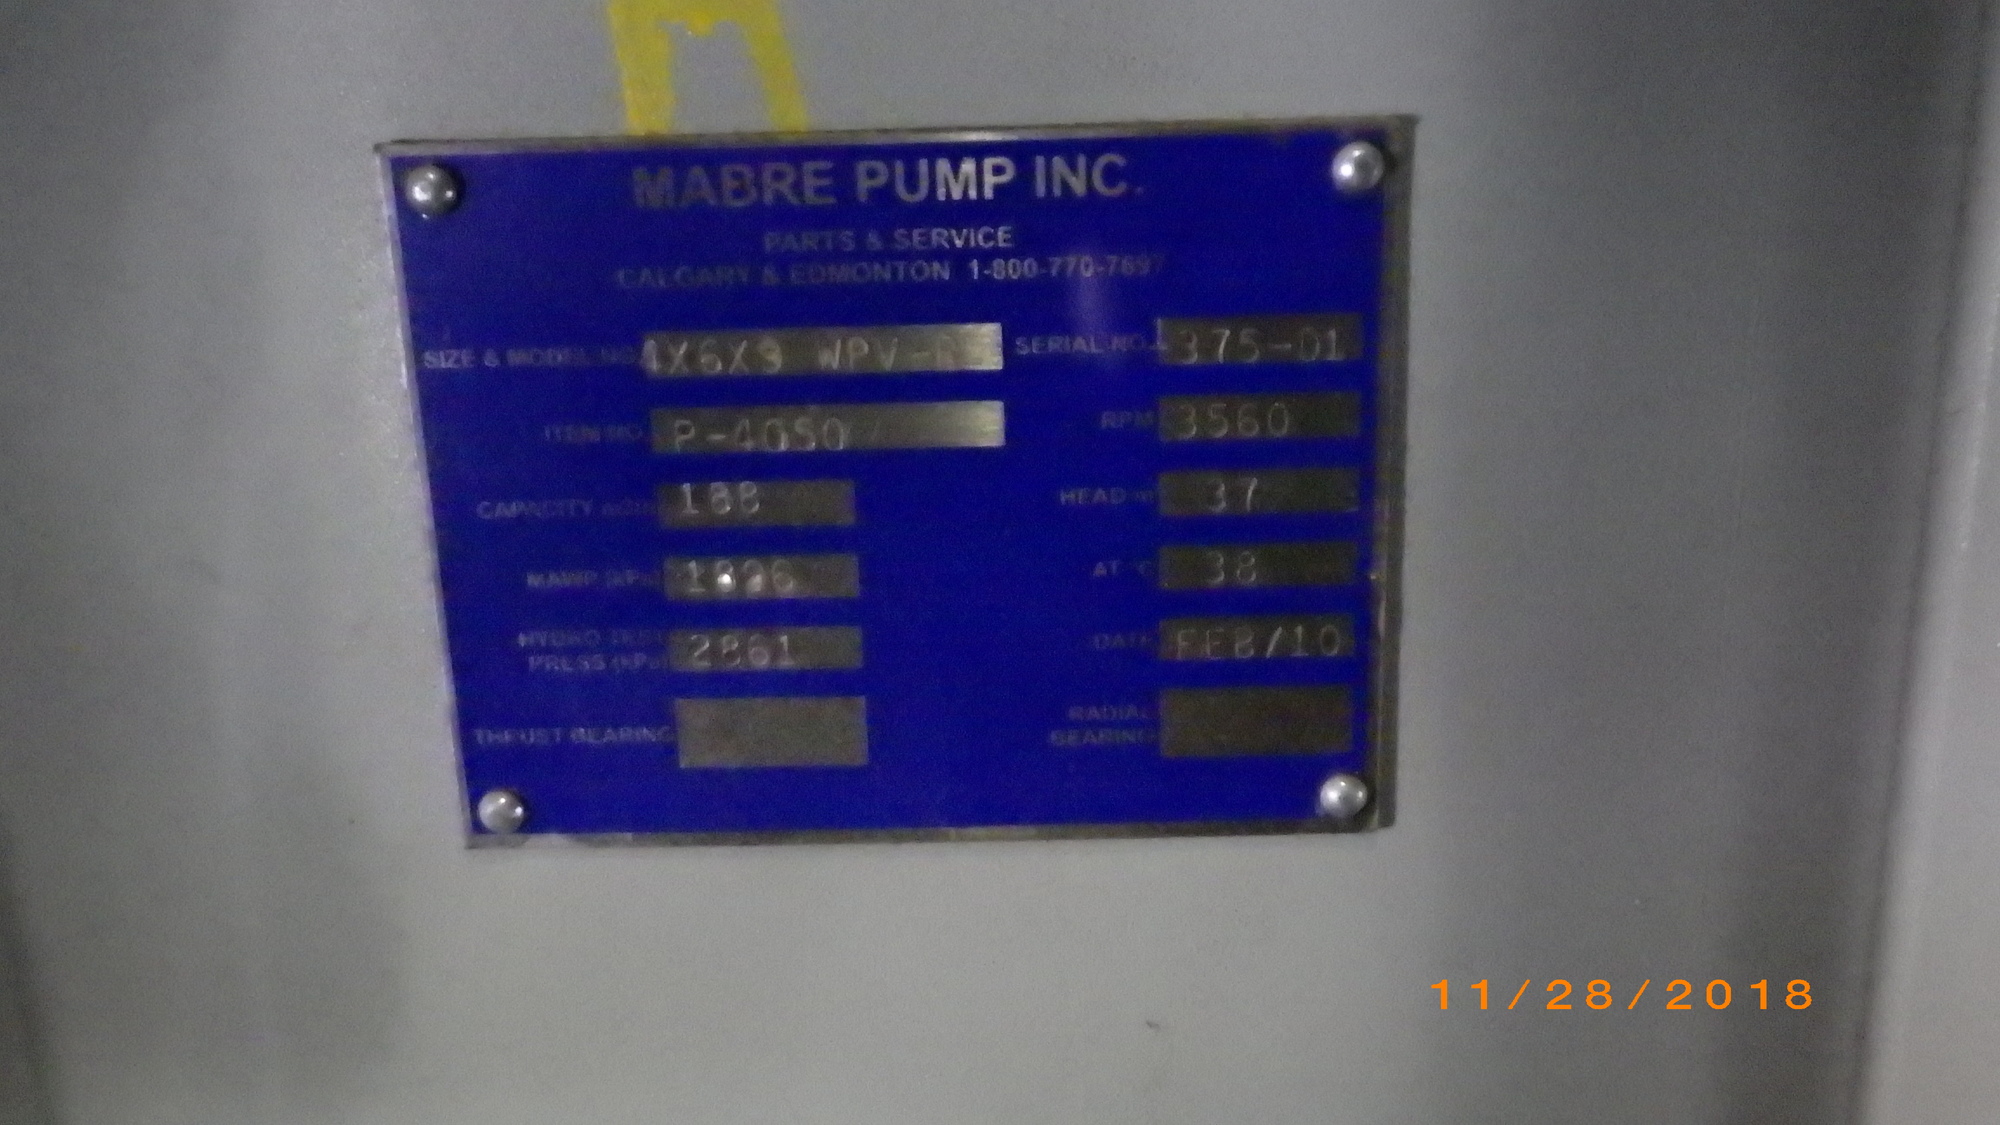 MABRE PUMP INC.
PARTS & SERVICE
CALGARY & EDMONTON 1-800-770-7697
SIZE & MODEL NO. 4X6X9 SERIAL NO. 375-01
ITEM NO. P-4050 RPM 3560
CAPACITY 188 HEAD m 37
MAWP (kPa) 1896 AT °C 38
HYDRO TEST
PRESS (kPa) 2861 DATE FEB/10
THRUST BEARING RADIAL
BEARING
11/28/2018